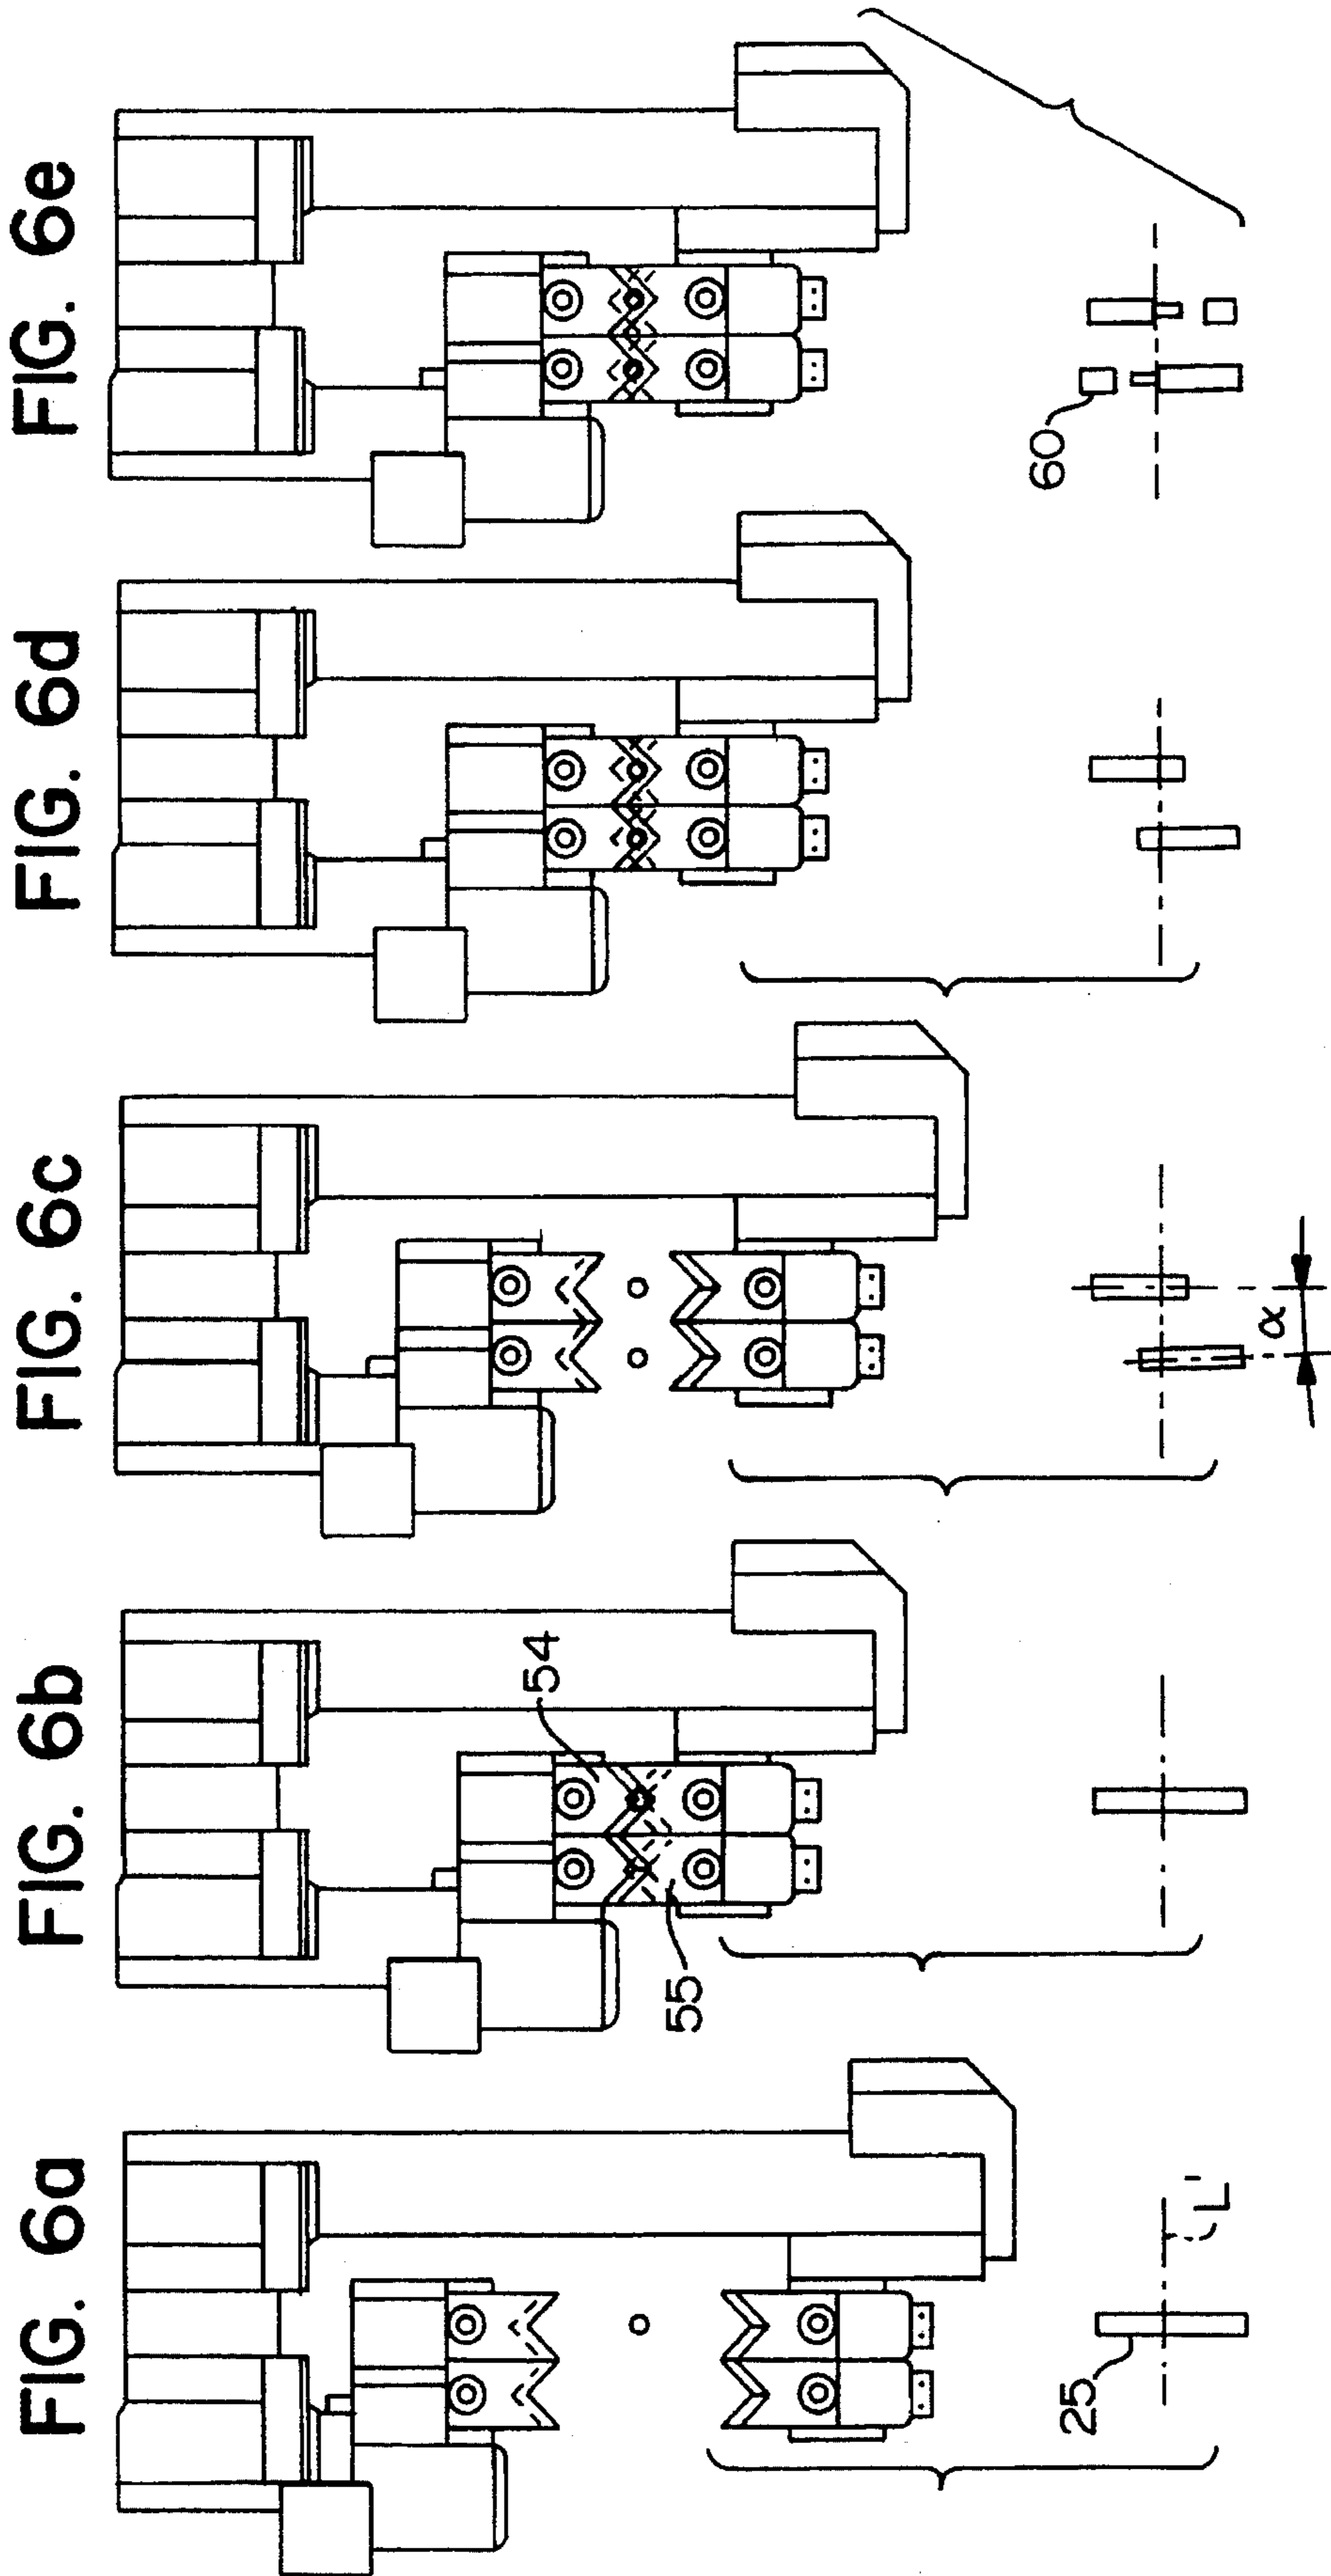 FIG. 6a
25
L'
FIG. 6b
54
55
FIG. 6c
α
FIG. 6d
FIG. 6e
60